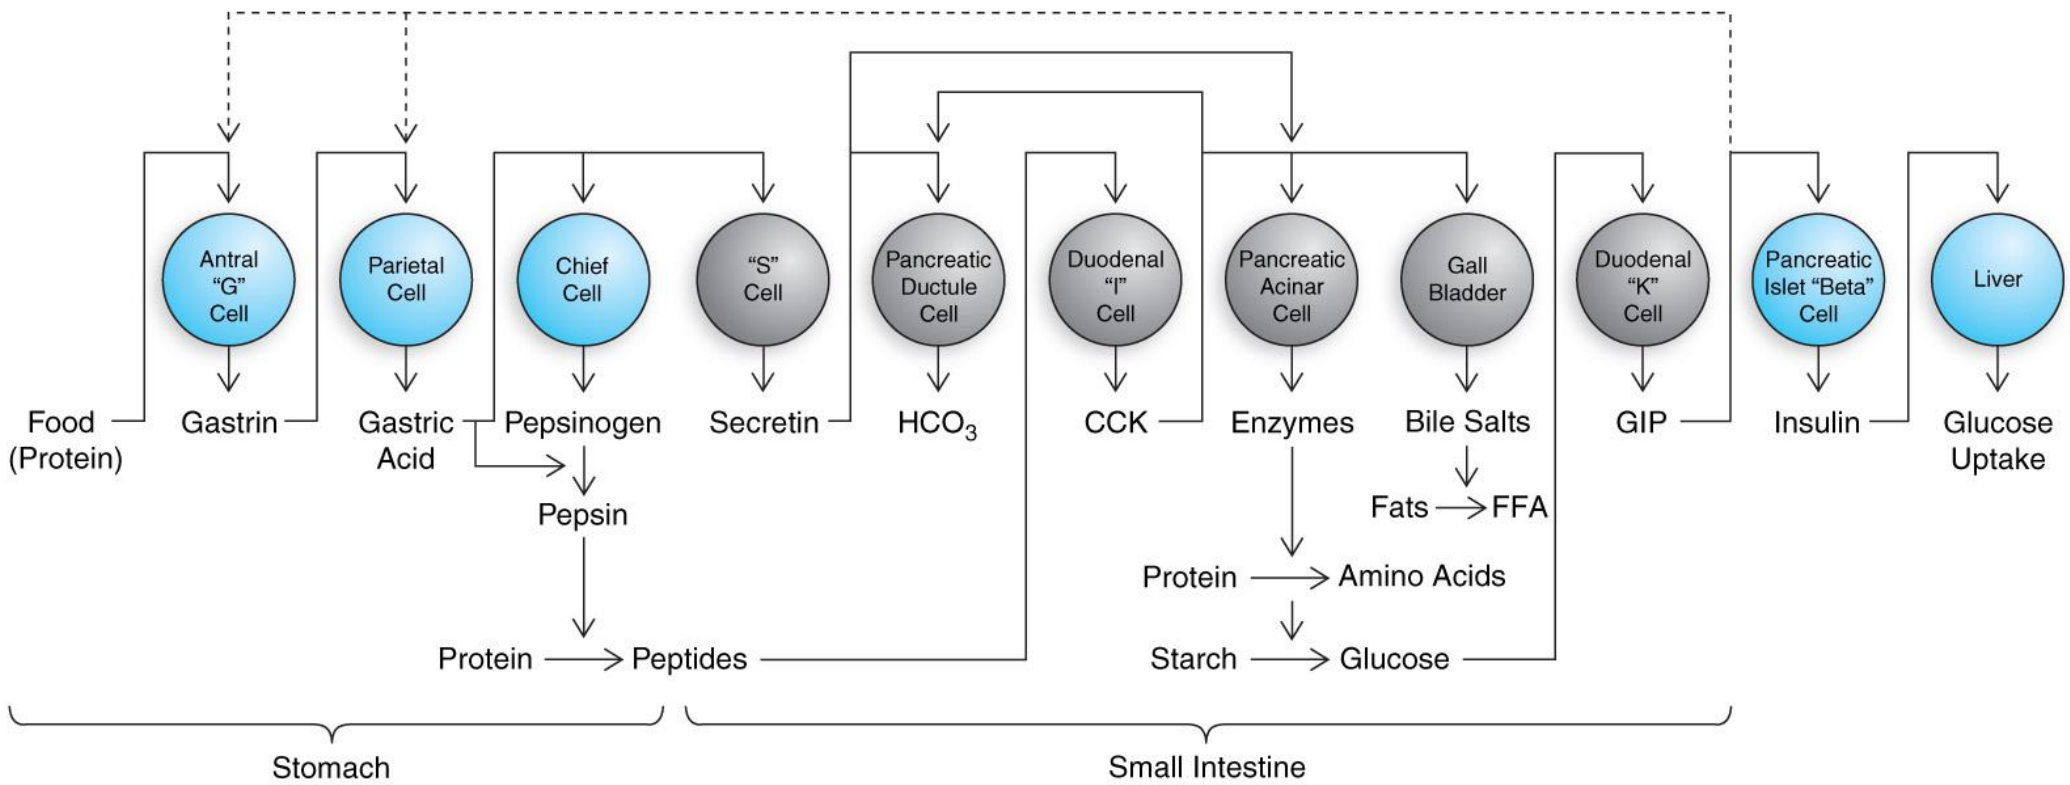 Antral
“G”
Cell
Parietal
Cell
Chief
Cell
“S”
Cell
Pancreatic
Ductule
Cell
Duodenal
“I”
Cell
Pancreatic
Acinar
Cell
Gall
Bladder
Duodenal
“K”
Cell
Pancreatic
Islet “Beta”
Cell
Liver
Food
(Protein)
Gastrin
Gastric
Acid
Pepsinogen
Secretin
HCO3
CCK
Enzymes
Bile Salts
GIP
Insulin
Glucose
Uptake
Pepsin
Fats FFA
Protein Amino Acids
Protein Peptides
Starch Glucose
Stomach
Small Intestine